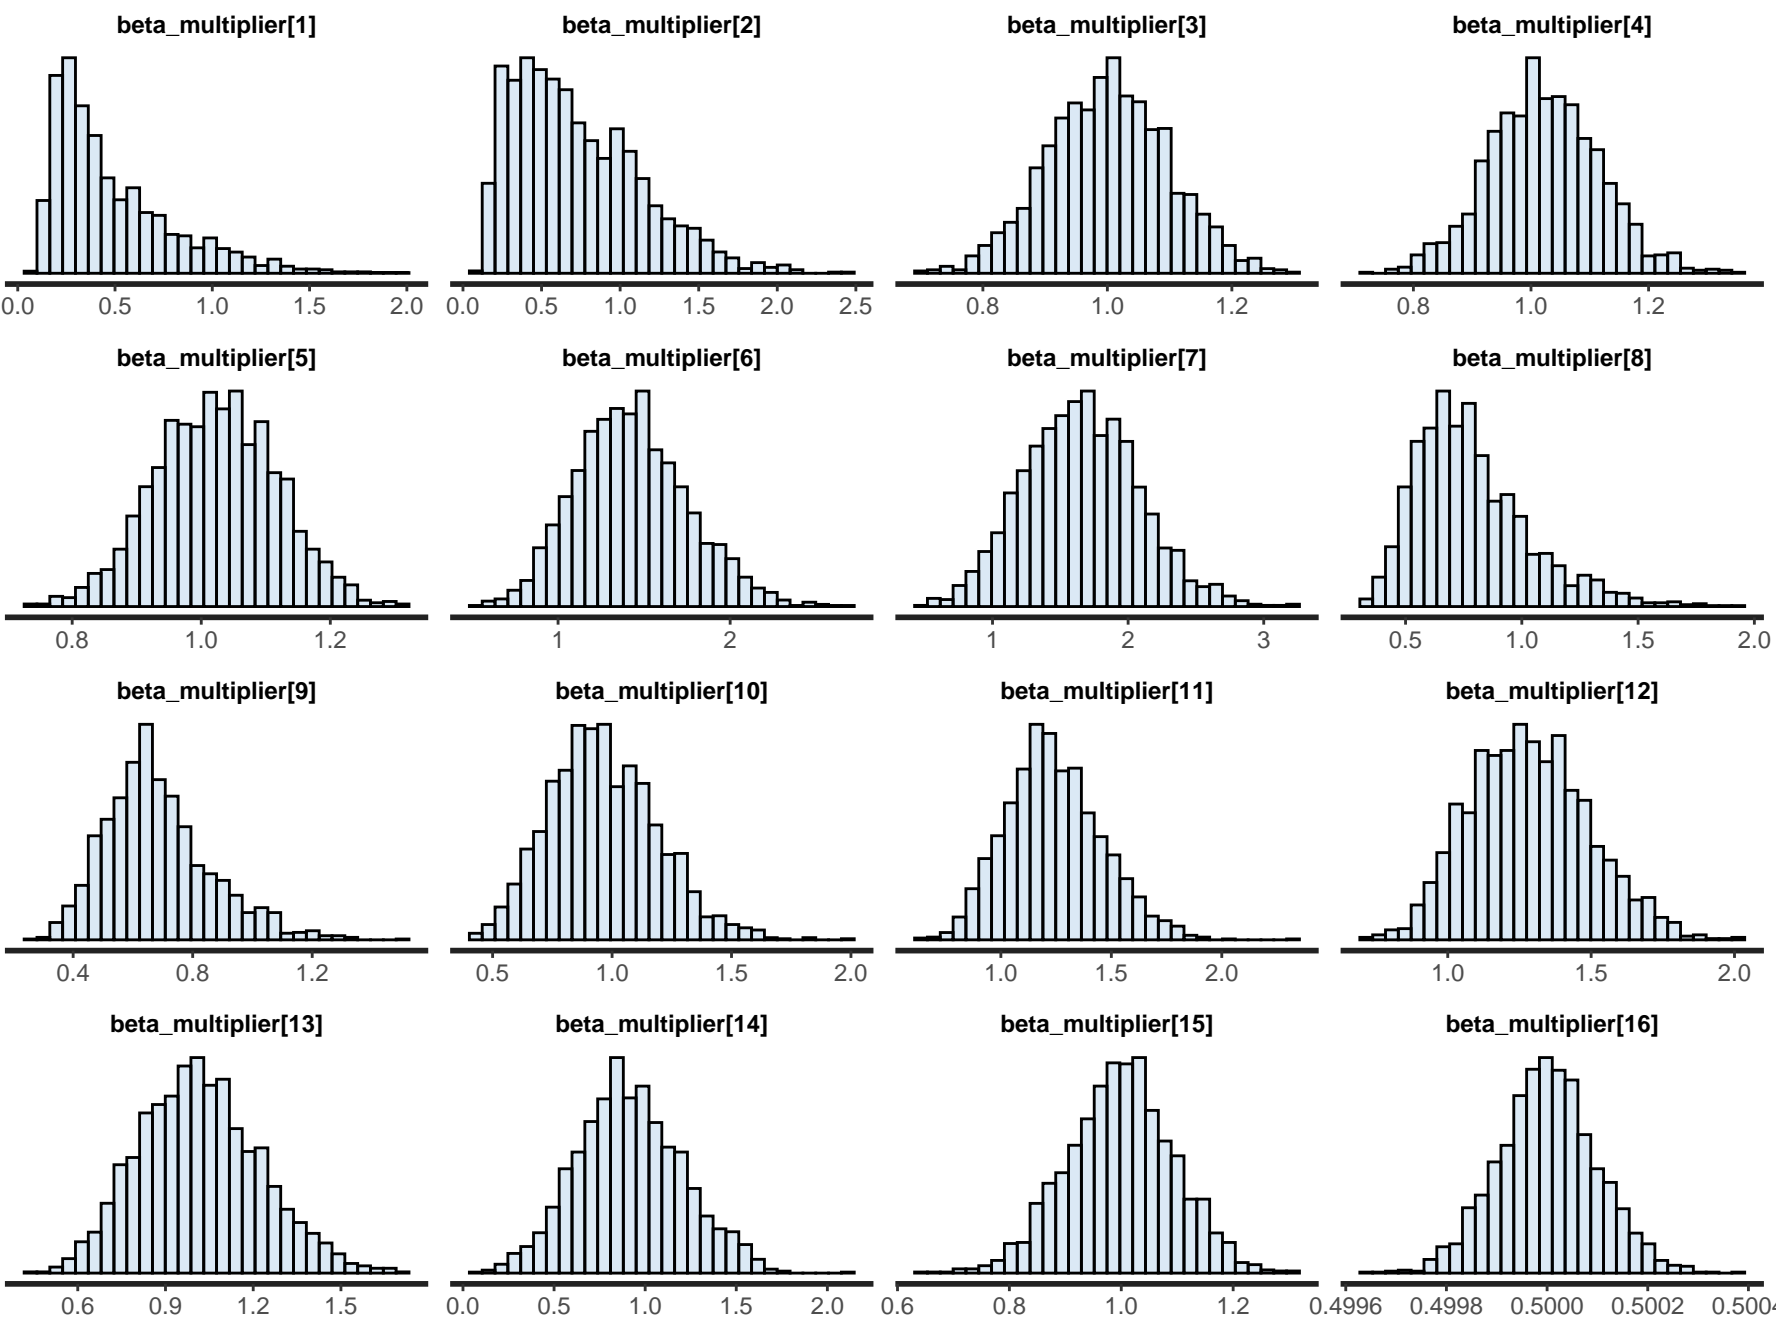 beta_multiplier[1] beta_multiplier[2] beta_multiplier[3] beta_multiplier[4]
0.0 0.5 1.0 1.5 2.0 0.0 0.5 1.0 1.5 2.0 2.5 0.8 1.0 1.2 0.8 1.0 1.2
beta_multiplier[5] beta_multiplier[6] beta_multiplier[7] beta_multiplier[8]
0.8 1.0 1.2 1 2 1 2 3 0.5 1.0 1.5 2.0
beta_multiplier[9] beta_multiplier[10] beta_multiplier[11] beta_multiplier[12]
0.4 0.8 1.2 0.5 1.0 1.5 2.0 1.0 1.5 2.0 1.0 1.5 2.0
beta_multiplier[13] beta_multiplier[14] beta_multiplier[15] beta_multiplier[16]
0.6 0.9 1.2 1.5 0.0 0.5 1.0 1.5 2.0 0.6 0.8 1.0 1.2 0.4996 0.4998 0.5000 0.5002 0.5004